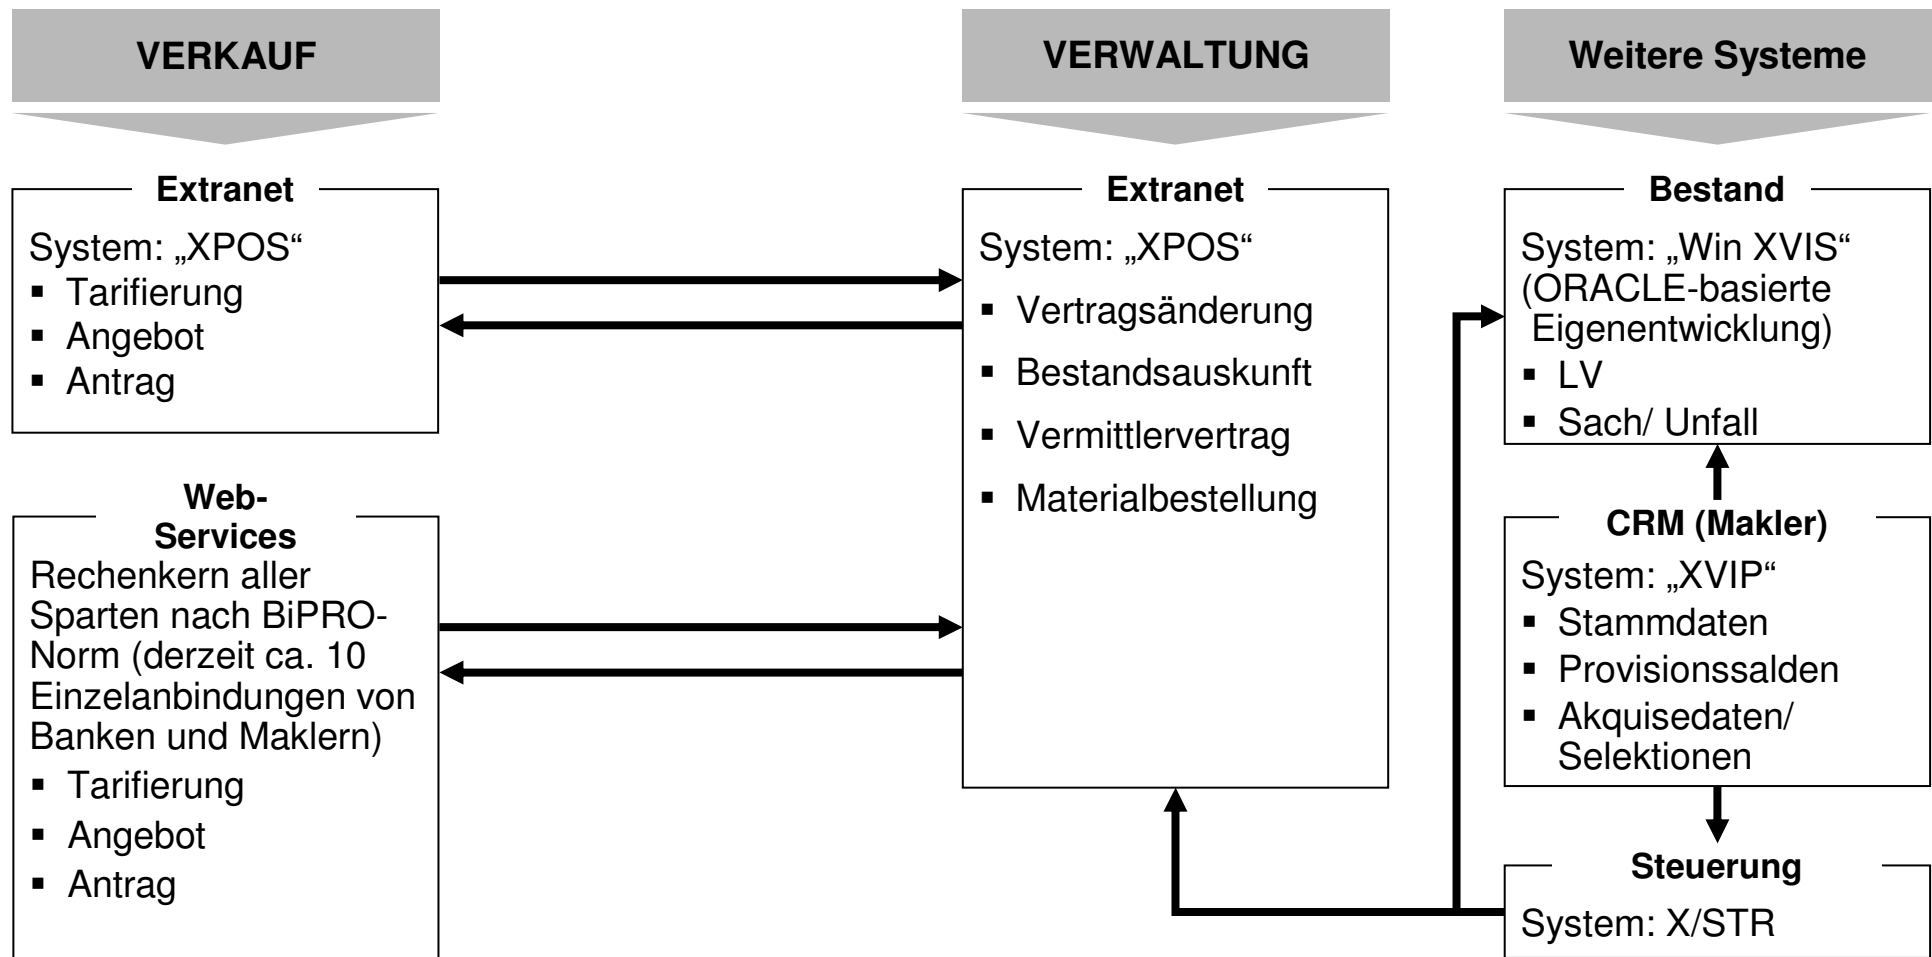 VERKAUF
Extranet
System: „XPOS“
▪ Tarifierung
▪ Angebot
▪ Antrag
Web-
Services
Rechenkern aller
Sparten nach BiPRO-
Norm (derzeit ca. 10
Einzelanbindungen von
Banken und Maklern)
▪ Tarifierung
▪ Angebot
▪ Antrag
VERWALTUNG
Extranet
System: „XPOS“
▪ Vertragsänderung
▪ Bestandsauskunft
▪ Vermittlervertrag
▪ Materialbestellung
Weitere Systeme
Bestand
System: „Win XVIS“
(ORACLE-basierte
Eigenentwicklung)
▪ LV
▪ Sach/ Unfall
CRM (Makler)
System: „XVIP“
▪ Stammdaten
▪ Provisionssalden
▪ Akquisedaten/
Selektionen
Steuerung
System: X/STR